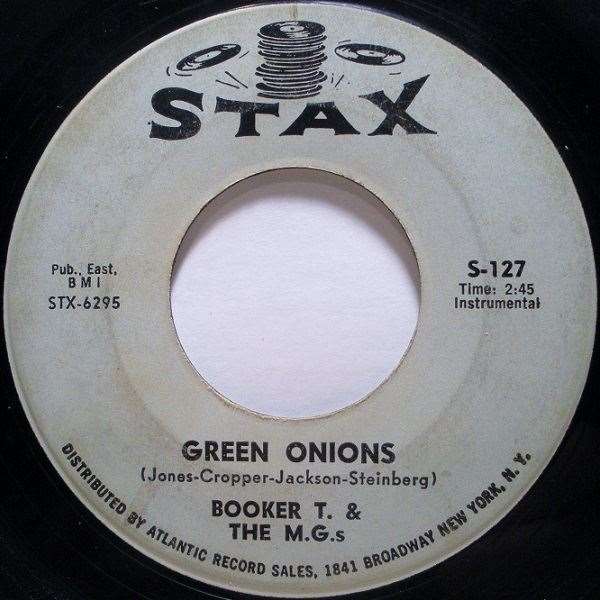 STAX
Pub., East,
B M I
STX-6295
S-127
Time: 2:45
Instrumental
GREEN ONIONS
(Jones-Cropper-Jackson-Steinberg)
BOOKER T. &
THE M.G.s
DISTRIBUTED BY ATLANTIC RECORD SALES, 1841 BROADWAY NEW YORK, N. Y.